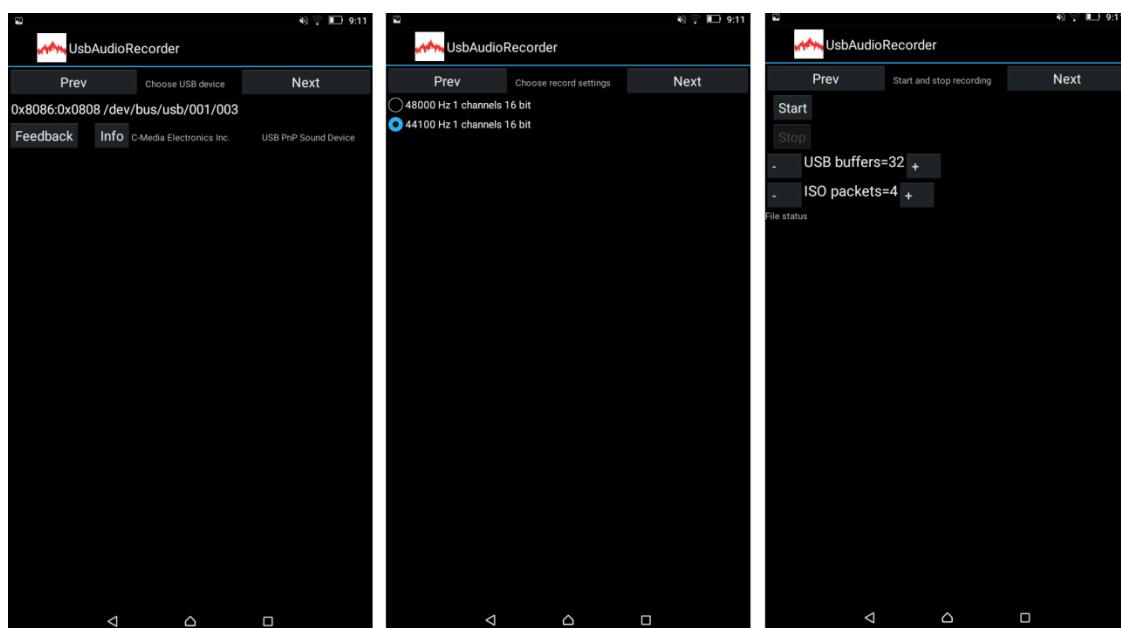 9:11
UsbAudioRecorder
Prev Choose USB device Next
0x8086:0x0808 /dev/bus/usb/001/003
Feedback Info C-Media Electronics Inc. USB PnP Sound Device
9:11
UsbAudioRecorder
Prev Choose record settings Next
48000 Hz 1 channels 16 bit
44100 Hz 1 channels 16 bit
9:11
UsbAudioRecorder
Prev Start and stop recording Next
Start
Stop
- USB buffers=32 +
- ISO packets=4 +
File status